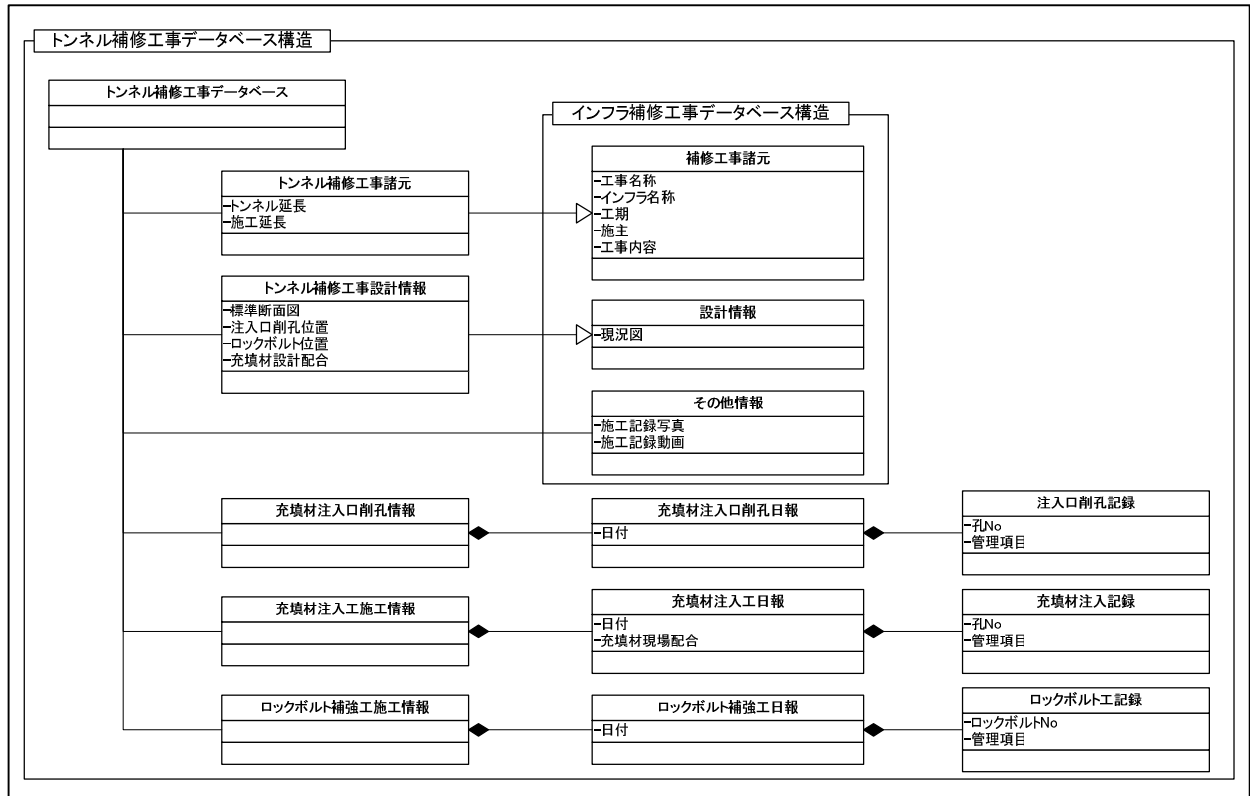 トンネル補修工事データベース構造
トンネル補修工事データベース
インフラ補修工事データベース構造
補修工事諸元
-工事名称
-インフラ名称
-工期
-施主
-工事内容
トンネル補修工事諸元
-トンネル延長
-施工延長
トンネル補修工事設計情報
-標準断面図
-注入口削孔位置
-ロックボルト位置
-充填材設計配合
設計情報
-現況図
その他情報
-施工記録写真
-施工記録動画
充填材注入口削孔情報
充填材注入口削孔日報
-日付
注入口削孔記録
-孔No
-管理項目
充填材注入工施工情報
充填材注入工日報
-日付
-充填材現場配合
充填材注入記録
-孔No
-管理項目
ロックボルト補強工施工情報
ロックボルト補強工日報
-日付
ロックボルト工記録
-ロックボルトNo
-管理項目